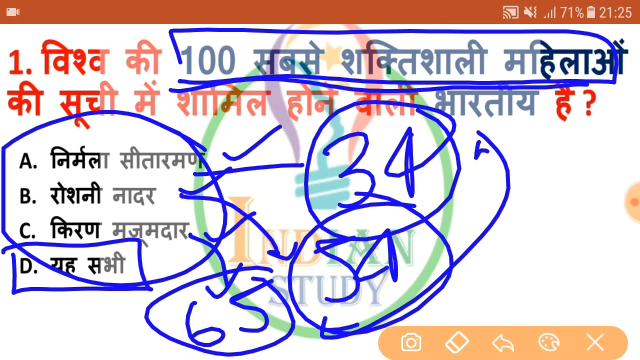 71% 21:25
1. विश्व की 100 सबसे शक्तिशाली महिलाओं
की सूची में शामिल होने वाली भारतीय हैं ?
A. निर्मला सीतारमण
B. रोशनी नादर
C. किरण मजूमदार
D. यह सभी
34
54
65
INDIAN
STUDY